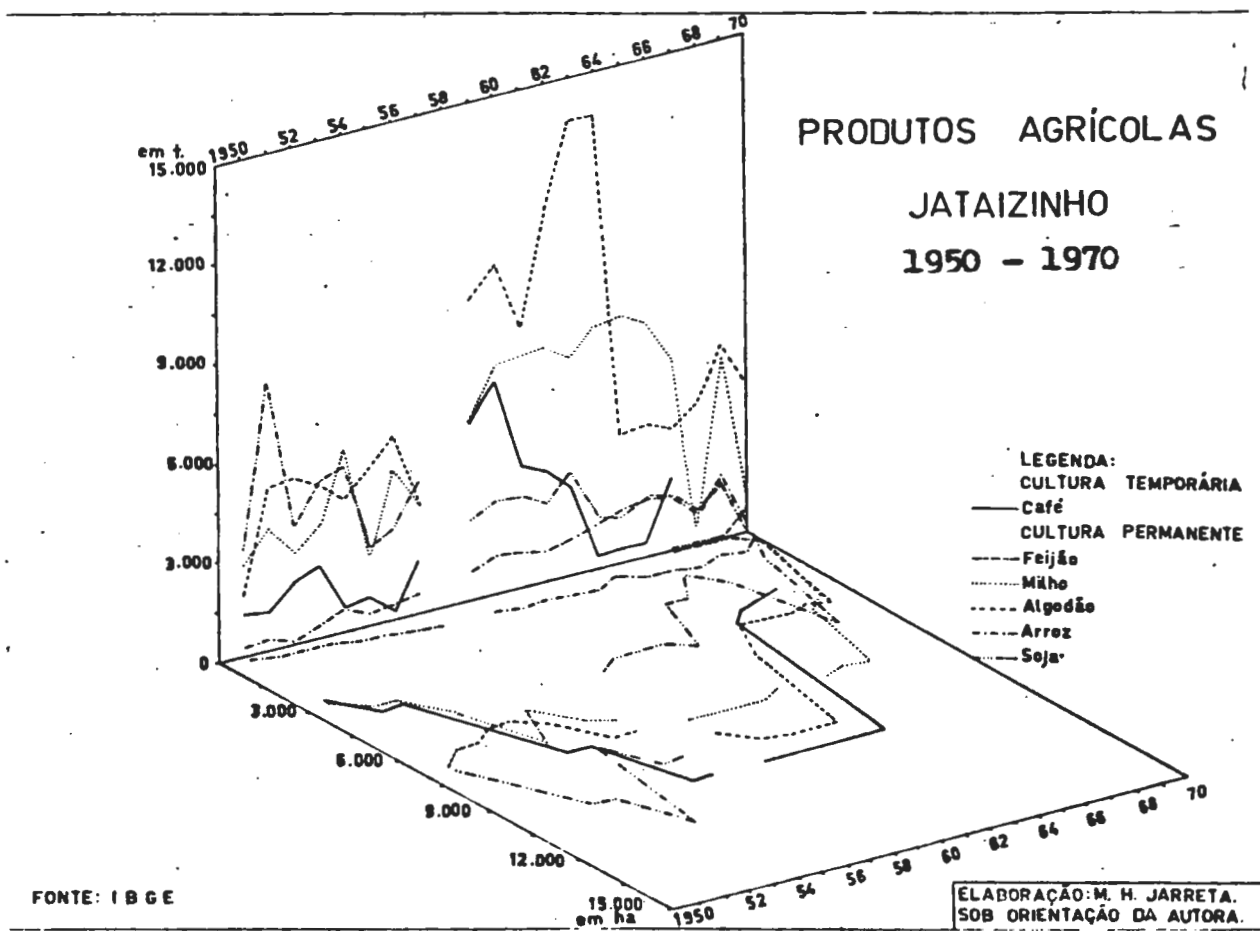 PRODUTOS AGRÍCOLAS
JATAIZINHO
1950 - 1970
em t.
1950 52 54 56 58 60 62 64 66 68 70
15.000
12.000
9.000
6.000
3.000
0
3.000
6.000
9.000
12.000
15.000
em ha
1950 52 54 56 58 60 62 64 66 68 70
LEGENDA:
CULTURA TEMPORÁRIA
Café
CULTURA PERMANENTE
Feijão
Milho
Algodão
Arroz
Soja
FONTE: IBGE
ELABORAÇÃO: M. H. JARRETA.
SOB ORIENTAÇÃO DA AUTORA.